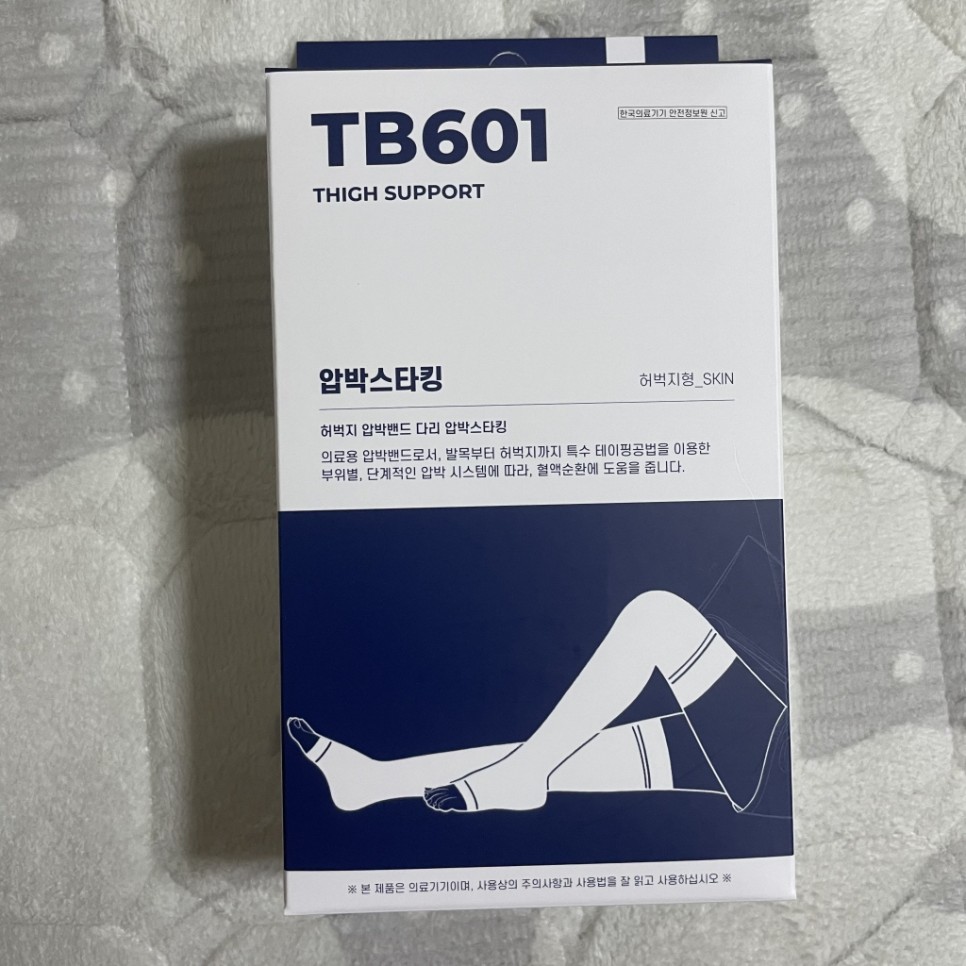 TB601
한국의료기기 안전정보원 신고
THIGH SUPPORT
압박스타킹
허벅지형_SKIN
허벅지 압박밴드 다리 압박스타킹
의료용 압박밴드로서, 발목부터 허벅지까지 특수 테이핑공법을 이용한
부위별, 단계적인 압박 시스템에 따라, 혈액순환에 도움을 줍니다.
※ 본 제품은 의료기기이며, 사용상의 주의사항과 사용법을 잘 읽고 사용하십시오 ※